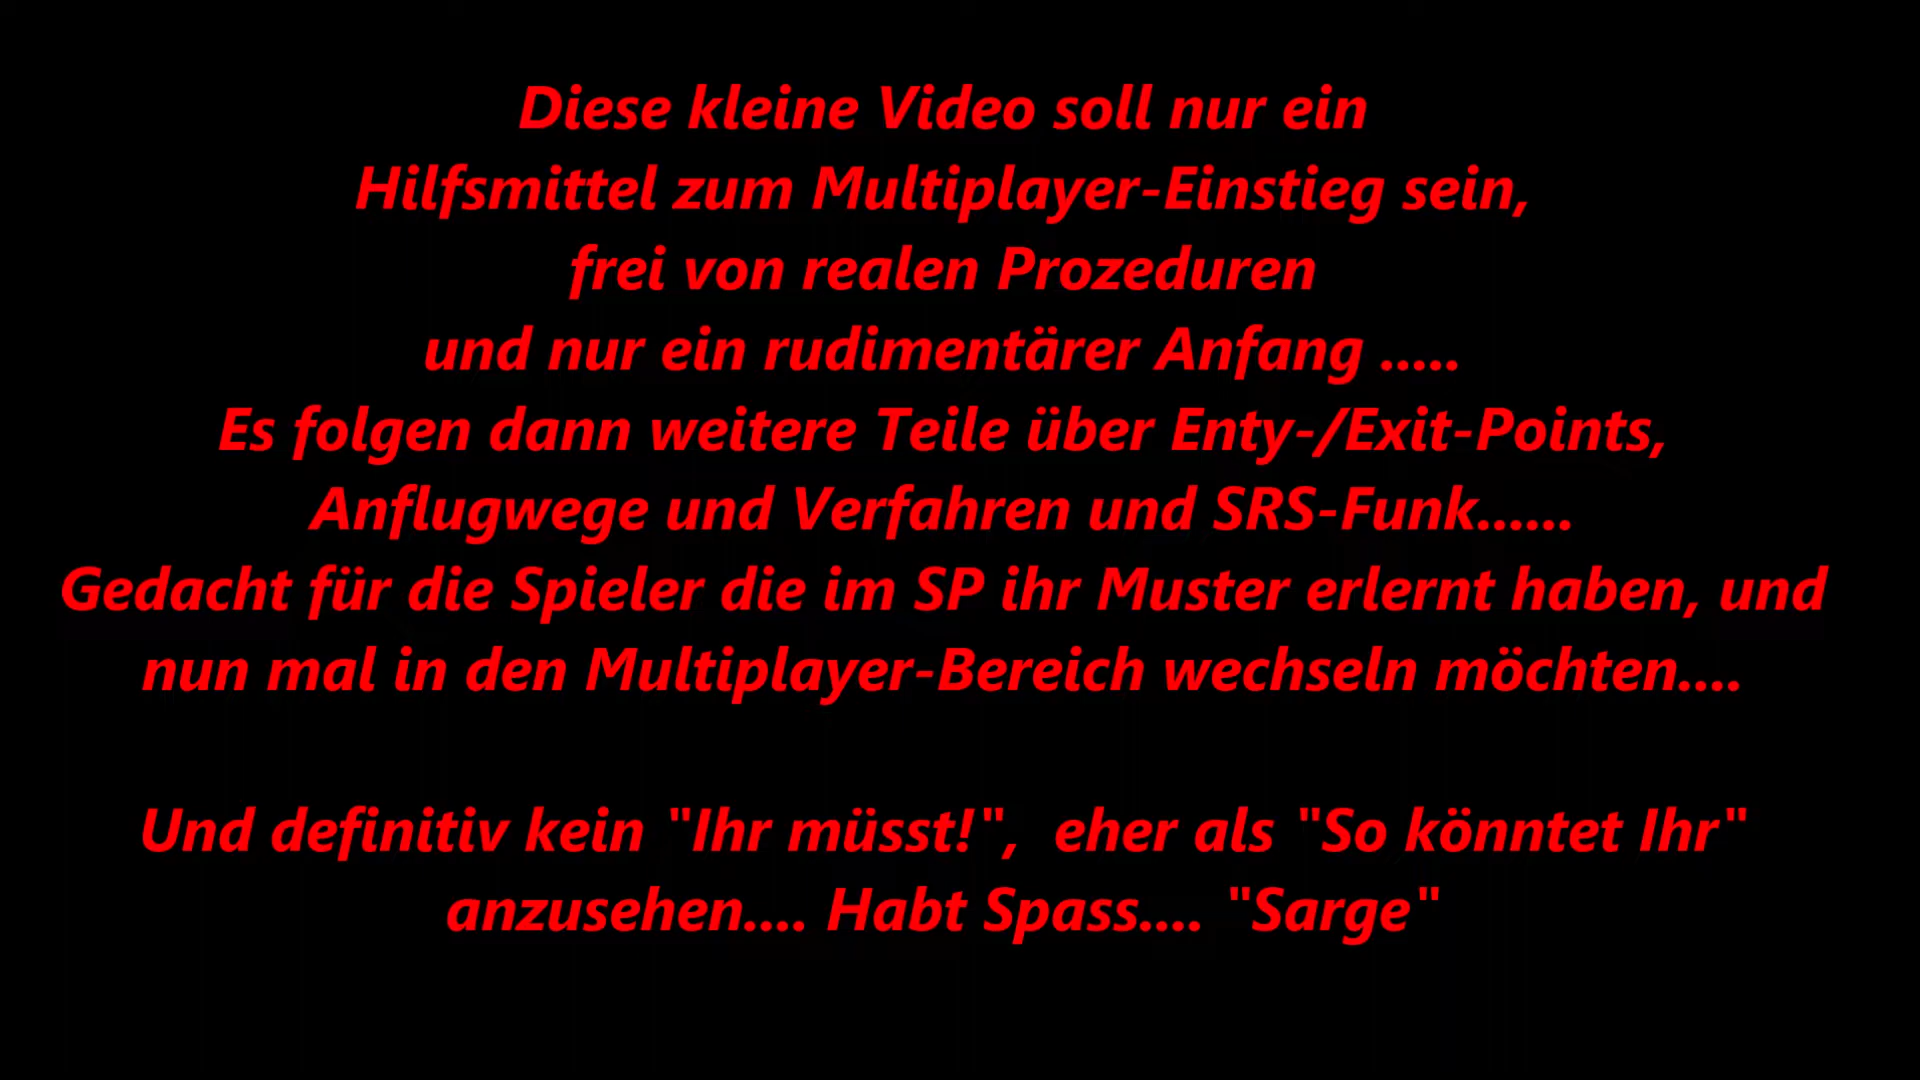 Diese kleine Video soll nur ein
Hilfsmittel zum Multiplayer-Einstieg sein,
frei von realen Prozeduren
und nur ein rudimentärer Anfang .....
Es folgen dann weitere Teile über Enty-/Exit-Points,
Anflugwege und Verfahren und SRS-Funk......
Gedacht für die Spieler die im SP ihr Muster erlernt haben, und
nun mal in den Multiplayer-Bereich wechseln möchten....
Und definitiv kein "Ihr müsst!",  eher als "So könntet Ihr"
anzusehen.... Habt Spass.... "Sarge"